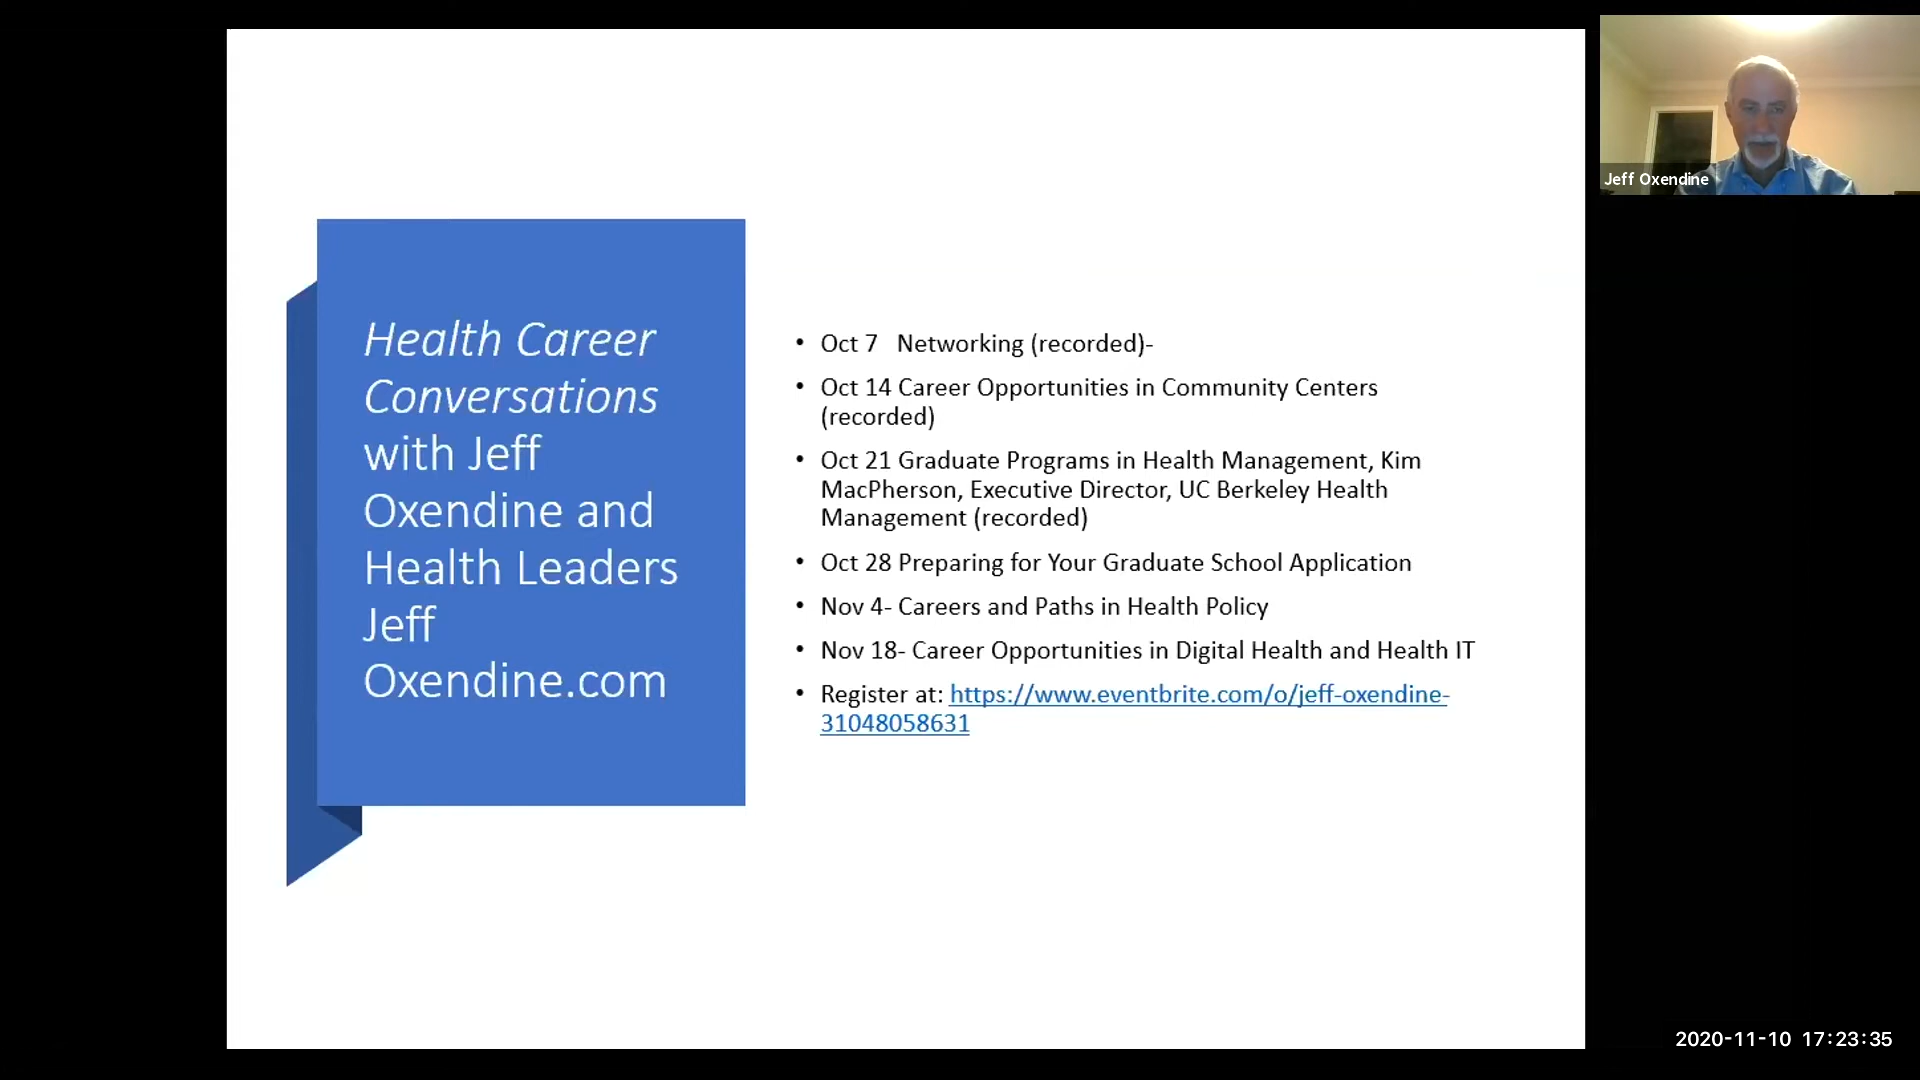 Health Career
Conversations
with Jeff
Oxendine and
Health Leaders
Jeff
Oxendine.com
• Oct 7   Networking (recorded)-
• Oct 14 Career Opportunities in Community Centers
(recorded)
• Oct 21 Graduate Programs in Health Management, Kim
MacPherson, Executive Director, UC Berkeley Health
Management (recorded)
• Oct 28 Preparing for Your Graduate School Application
• Nov 4- Careers and Paths in Health Policy
• Nov 18- Career Opportunities in Digital Health and Health IT
• Register at: https://www.eventbrite.com/o/jeff-oxendine-
31048058631
Jeff Oxendine
2020-11-10 17:23:35